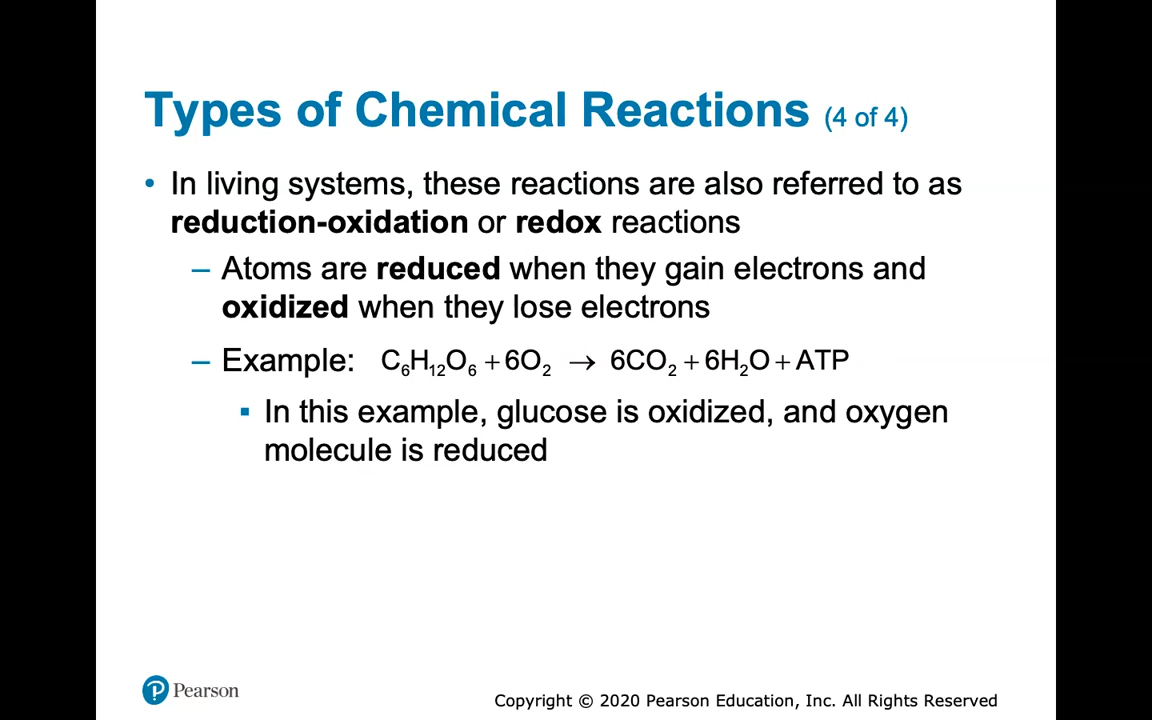 Types of Chemical Reactions (4 of 4)
• In living systems, these reactions are also referred to as
reduction-oxidation or redox reactions
– Atoms are reduced when they gain electrons and
oxidized when they lose electrons
– Example: C₆H₁₂O₆ + 6O₂ → 6CO₂ + 6H₂O + ATP
▪ In this example, glucose is oxidized, and oxygen
molecule is reduced
Pearson
Copyright © 2020 Pearson Education, Inc. All Rights Reserved